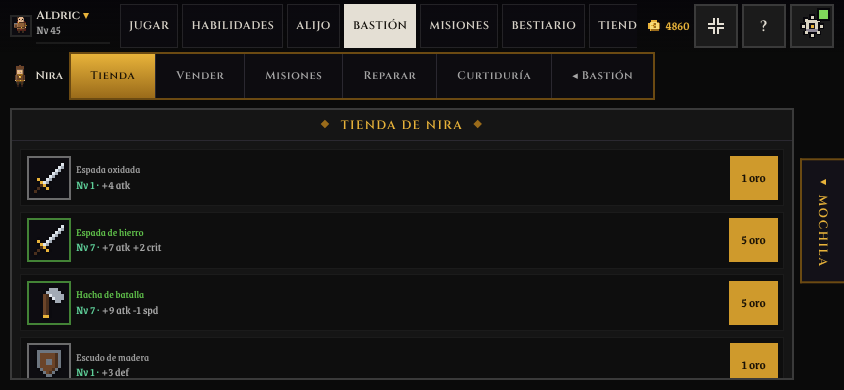 ALDRIC ▾
Nv 45
JUGAR
HABILIDADES
ALIJO
BASTIÓN
MISIONES
BESTIARIO
TIEND
4860
?
NIRA
TIENDA
VENDER
MISIONES
REPARAR
CURTIDURÍA
◂ BASTIÓN
◆ TIENDA DE NIRA ◆
Espada oxidada
Nv 1 · +4 atk
1 oro
Espada de hierro
Nv 7 · +7 atk +2 crit
5 oro
Hacha de batalla
Nv 7 · +9 atk -1 spd
5 oro
Escudo de madera
Nv 1 · +3 def
1 oro
◂ MOCHILA